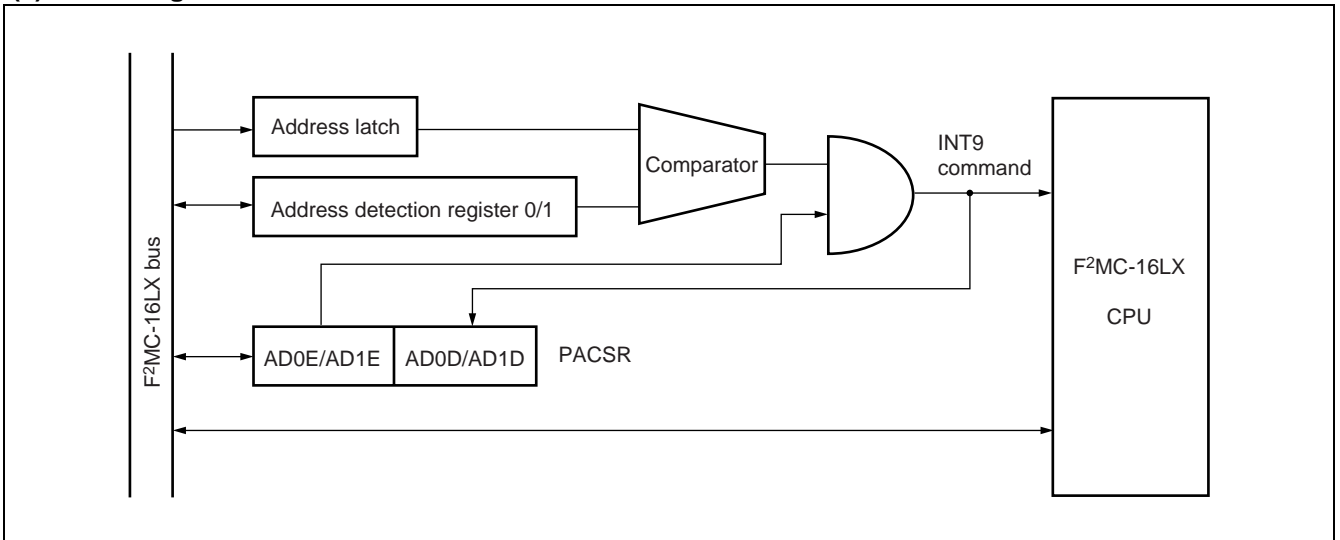 Address latch
Comparator
INT9
command
Address detection register 0/1
F²MC-16LX bus
F²MC-16LX
CPU
AD0E/AD1E
AD0D/AD1D
PACSR